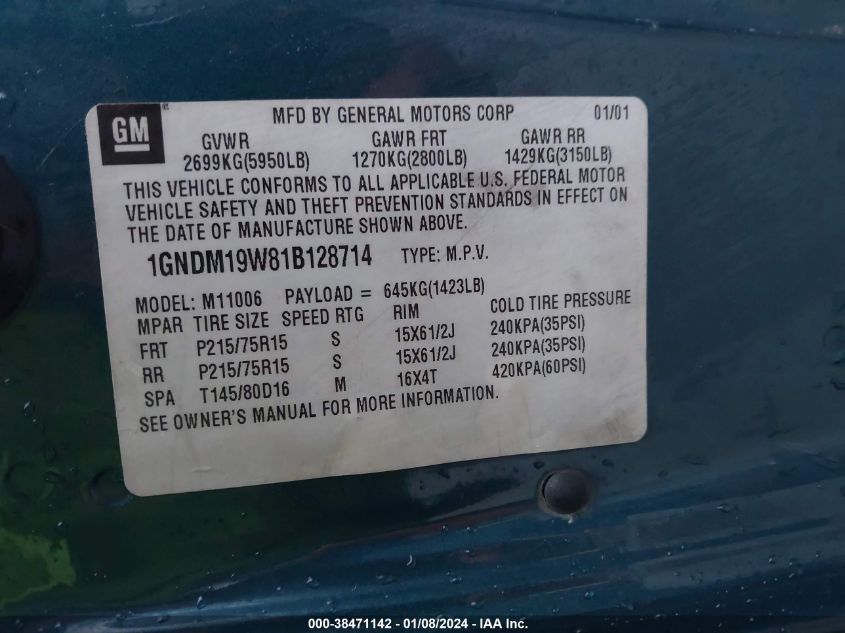 GM
MFD BY GENERAL MOTORS CORP 01/01
GVWR GAWR FRT GAWR RR
2699KG(5950LB) 1270KG(2800LB) 1429KG(3150LB)
THIS VEHICLE CONFORMS TO ALL APPLICABLE U.S. FEDERAL MOTOR
VEHICLE SAFETY AND THEFT PREVENTION STANDARDS IN EFFECT ON
THE DATE OF MANUFACTURE SHOWN ABOVE.
1GNDM19W81B128714 TYPE: M.P.V.
MODEL: M11006 PAYLOAD = 645KG(1423LB)
MPAR TIRE SIZE SPEED RTG RIM COLD TIRE PRESSURE
FRT P215/75R15 S 15X61/2J 240KPA(35PSI)
RR P215/75R15 S 15X61/2J 240KPA(35PSI)
SPA T145/80D16 M 16X4T 420KPA(60PSI)
SEE OWNER'S MANUAL FOR MORE INFORMATION.
000-38471142 - 01/08/2024 - IAA Inc.